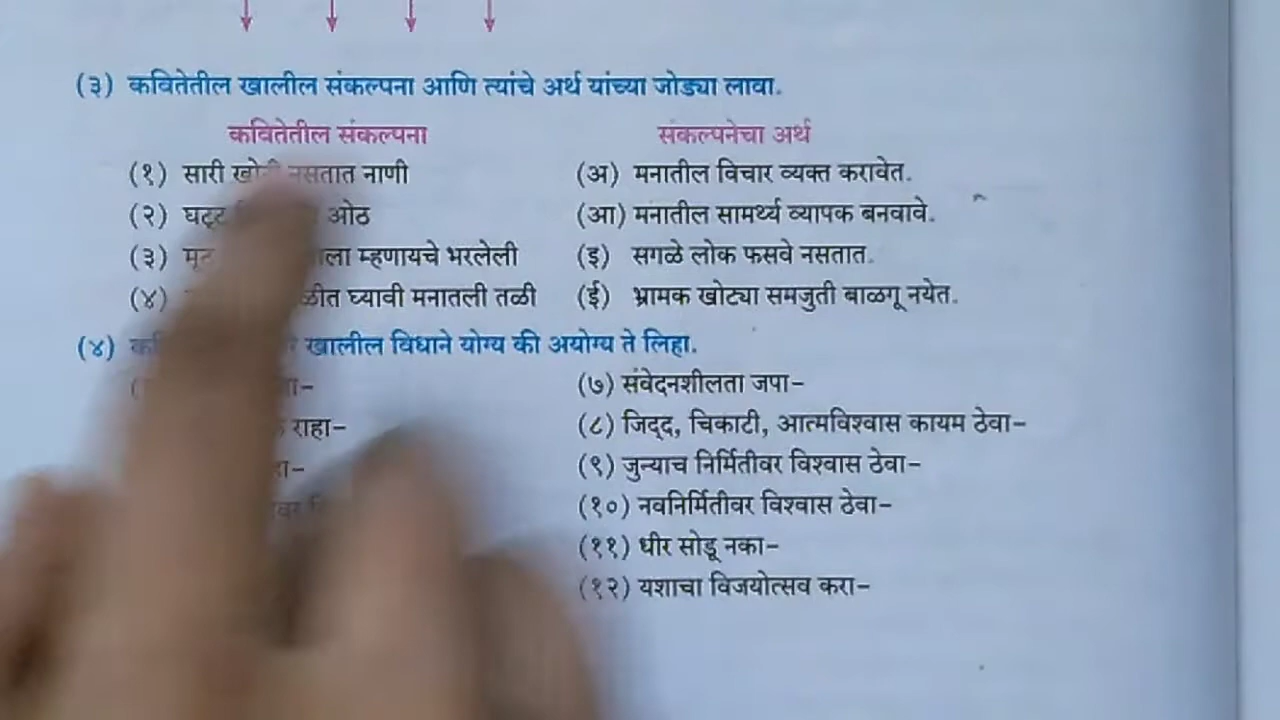 (३) कवितेतील खालील संकल्पना आणि त्यांचे अर्थ यांच्या जोड्या लावा.
कवितेतील संकल्पना संकल्पनेचा अर्थ
(१) सारी खोटी नसतात नाणी (अ) मनातील विचार व्यक्त करावेत.
(२) ओठ (आ) मनातील सामर्थ्य व्यापक बनवावे.
(३) म्हणायचे भरलेली (इ) सगळे लोक फसवे नसतात.
(४) घ्यावी मनातली तळी (ई) भ्रामक खोट्या समजुती बाळगू नयेत.
(४) खालील विधाने योग्य की अयोग्य ते लिहा.
(७) संवेदनशीलता जपा-
राहा- (८) जिद्द, चिकाटी, आत्मविश्वास कायम ठेवा-
(९) जुन्याच निर्मितीवर विश्वास ठेवा-
(१०) नवनिर्मितीवर विश्वास ठेवा-
(११) धीर सोडू नका-
(१२) यशाचा विजयोत्सव करा-